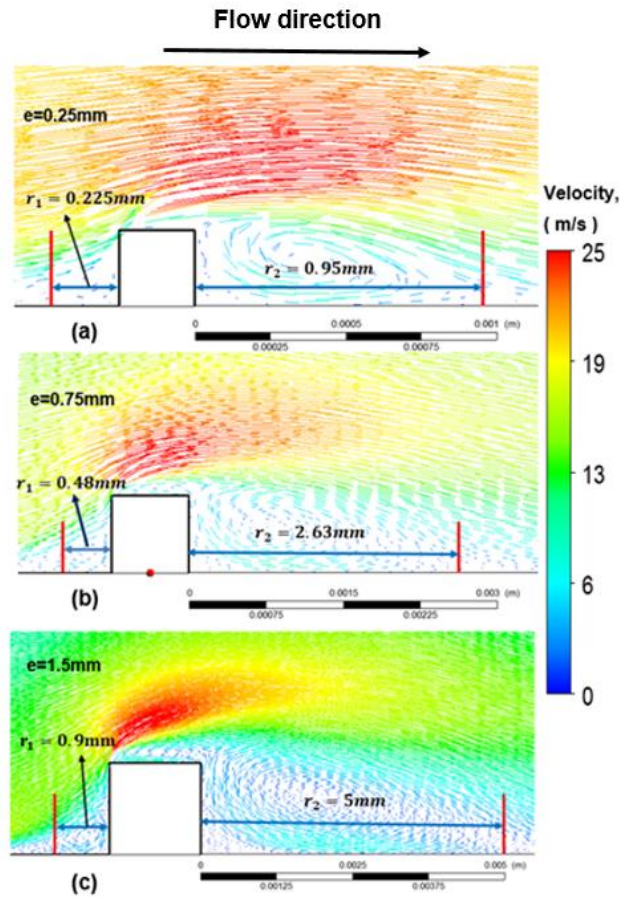 Flow direction
e=0.25mm
r₁ = 0.225mm
r₂ = 0.95mm
(a)
0 0.0005 0.001 (m)
0.00025 0.00075
e=0.75mm
r₁ = 0.48mm
r₂ = 2.63mm
(b)
0 0.0015 0.003 (m)
0.00075 0.00225
e=1.5mm
r₁ = 0.9mm
r₂ = 5mm
(c)
0 0.0025 0.005 (m)
0.00125 0.00375
Velocity,
( m/s )
25
19
13
6
0